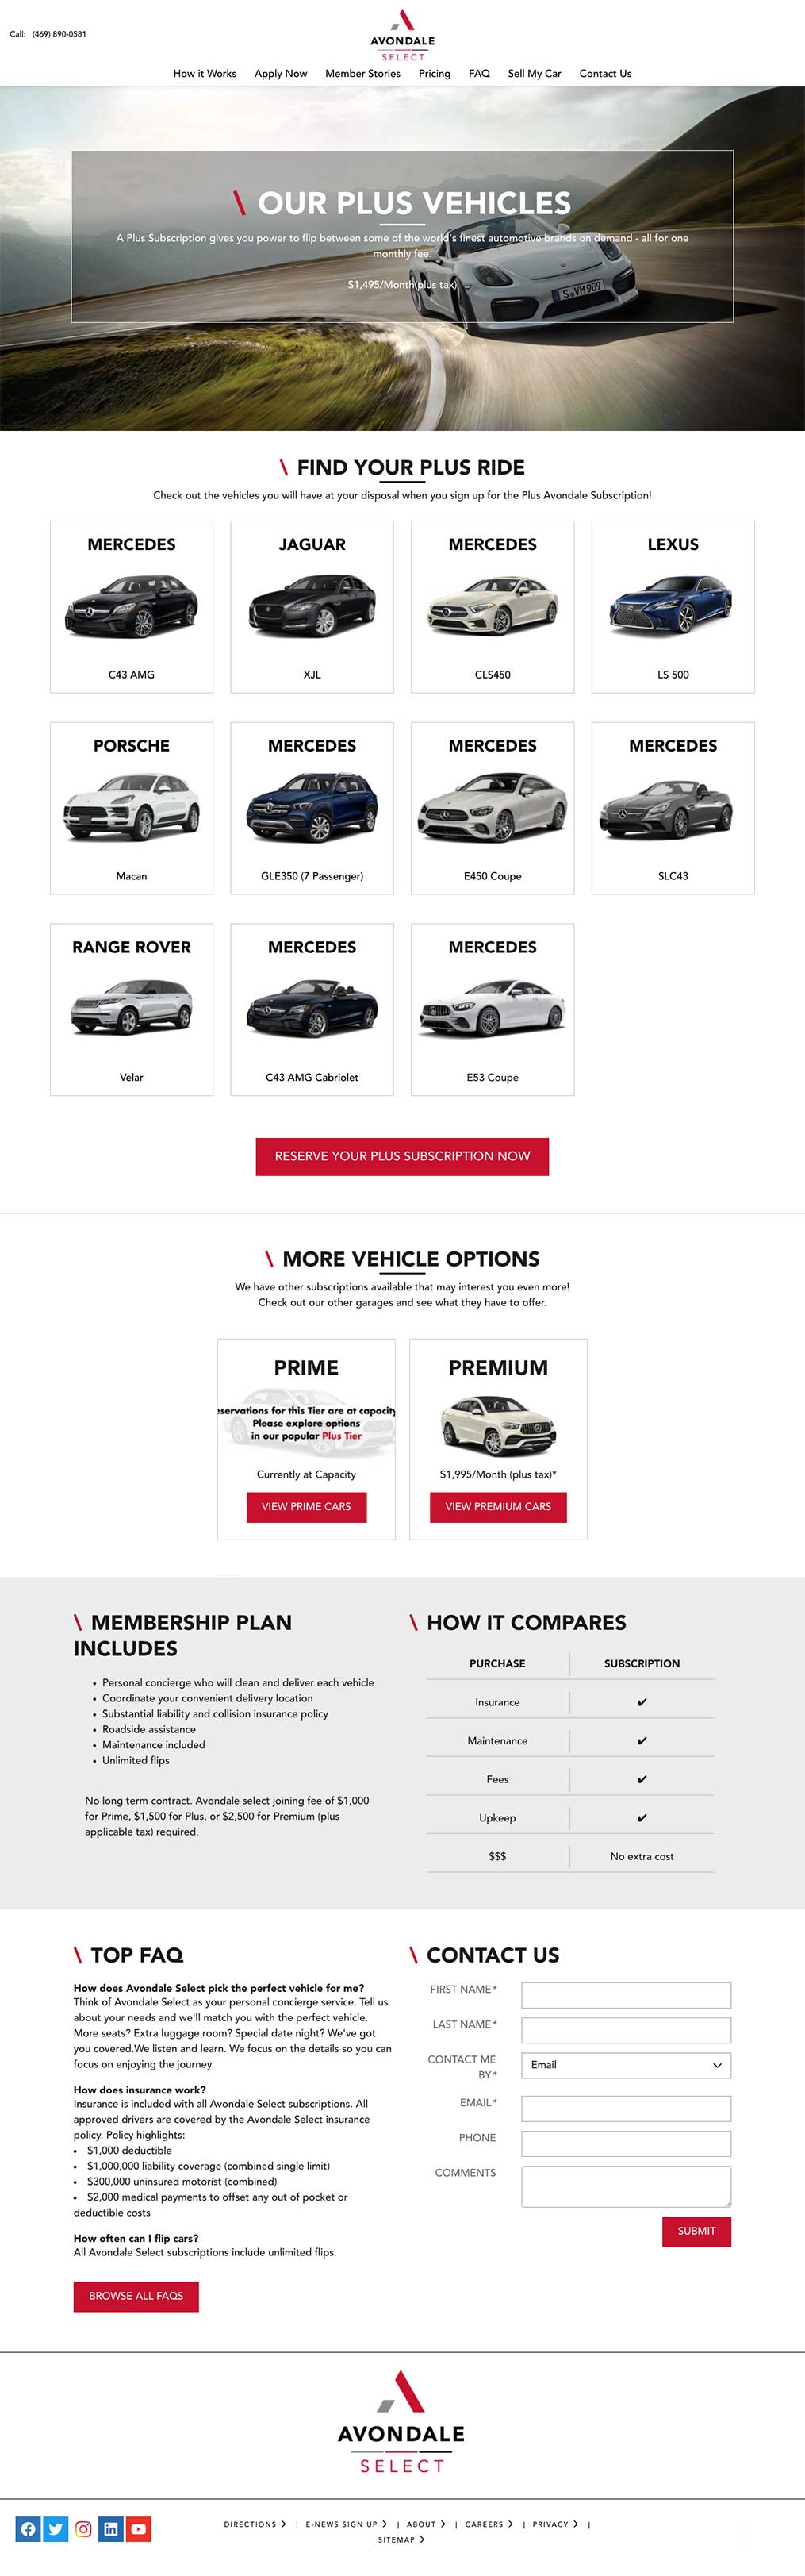 Call: (469) 890-0581
AVONDALE
SELECT
How it Works Apply Now Member Stories Pricing FAQ Sell My Car Contact Us
\ OUR PLUS VEHICLES
A Plus Subscription gives you power to flip between some of the world's finest automotive brands on demand - all for one
monthly fee.
$1,495/Month(plus tax)
S VM 909
\ FIND YOUR PLUS RIDE
Check out the vehicles you will have at your disposal when you sign up for the Plus Avondale Subscription!
MERCEDES
C43 AMG
JAGUAR
XJL
MERCEDES
CLS450
LEXUS
LS 500
PORSCHE
Macan
MERCEDES
GLE350 (7 Passenger)
MERCEDES
E450 Coupe
MERCEDES
SLC43
RANGE ROVER
Velar
MERCEDES
C43 AMG Cabriolet
MERCEDES
E53 Coupe
RESERVE YOUR PLUS SUBSCRIPTION NOW
\ MORE VEHICLE OPTIONS
We have other subscriptions available that may interest you even more!
Check out our other garages and see what they have to offer.
PRIME
servations for this Tier are at capacity
Please explore options
in our popular Plus Tier
Currently at Capacity
VIEW PRIME CARS
PREMIUM
$1,995/Month (plus tax)*
VIEW PREMIUM CARS
\ MEMBERSHIP PLAN
INCLUDES
• Personal concierge who will clean and deliver each vehicle
• Coordinate your convenient delivery location
• Substantial liability and collision insurance policy
• Roadside assistance
• Maintenance included
• Unlimited flips
No long term contract. Avondale select joining fee of $1,000
for Prime, $1,500 for Plus, or $2,500 for Premium (plus
applicable tax) required.
\ HOW IT COMPARES
PURCHASE SUBSCRIPTION
Insurance ✔
Maintenance ✔
Fees ✔
Upkeep ✔
$$$ No extra cost
\ TOP FAQ
How does Avondale Select pick the perfect vehicle for me?
Think of Avondale Select as your personal concierge service. Tell us
about your needs and we'll match you with the perfect vehicle.
More seats? Extra luggage room? Special date night? We've got
you covered.We listen and learn. We focus on the details so you can
focus on enjoying the journey.
How does insurance work?
Insurance is included with all Avondale Select subscriptions. All
approved drivers are covered by the Avondale Select insurance
policy. Policy highlights:
• $1,000 deductible
• $1,000,000 liability coverage (combined single limit)
• $300,000 uninsured motorist (combined)
• $2,000 medical payments to offset any out of pocket or
deductible costs
How often can I flip cars?
All Avondale Select subscriptions include unlimited flips.
BROWSE ALL FAQS
\ CONTACT US
FIRST NAME*
LAST NAME*
CONTACT ME
BY*
Email
EMAIL*
PHONE
COMMENTS
SUBMIT
AVONDALE
SELECT
DIRECTIONS > | E-NEWS SIGN UP > | ABOUT > | CAREERS > | PRIVACY > |
SITEMAP >